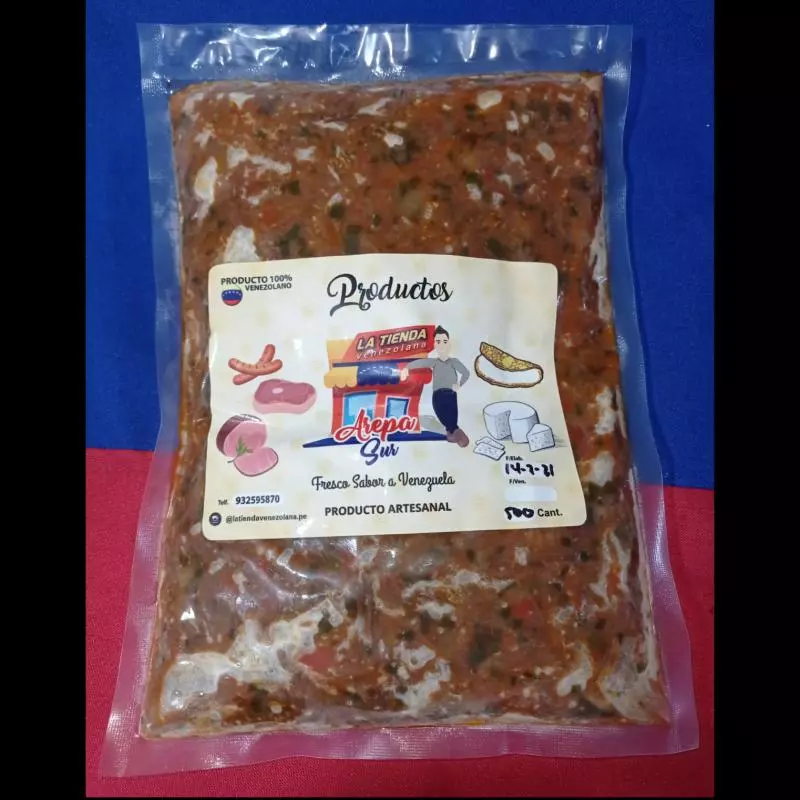 PRODUCTO 100%
VENEZOLANO
Productos
LA TIENDA
venezolana
Arepa
Sur
Fresco Sabor a Venezuela
PRODUCTO ARTESANAL
Telf. 932595870
@latiendavenezolana.pe
F/Elab.
14-7-21
F/Ven.
500 Cant.